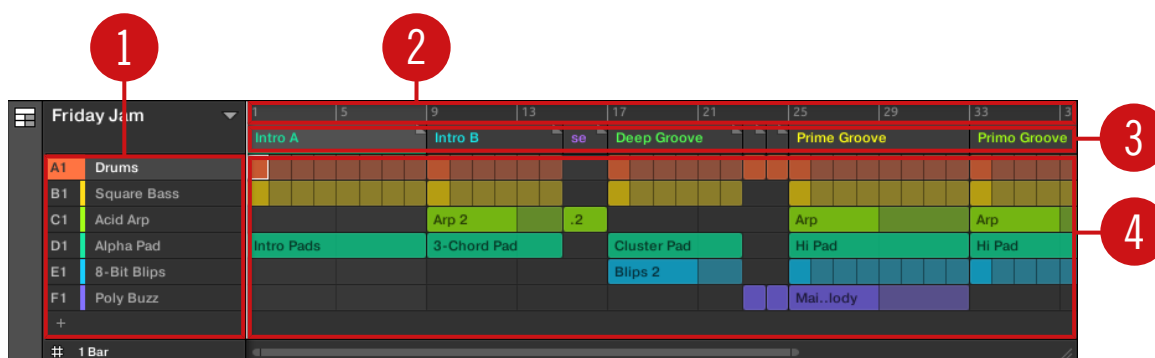 1 2
Friday Jam 1 5 9 13 17 21 25 29 33 3
Intro A Intro B se Deep Groove Prime Groove Primo Groove 3
A1 Drums
B1 Square Bass
C1 Acid Arp Arp 2 .2 Arp Arp
D1 Alpha Pad Intro Pads 3-Chord Pad Cluster Pad Hi Pad Hi Pad 4
E1 8-Bit Blips Blips 2
F1 Poly Buzz Mai..lody
+
1 Bar